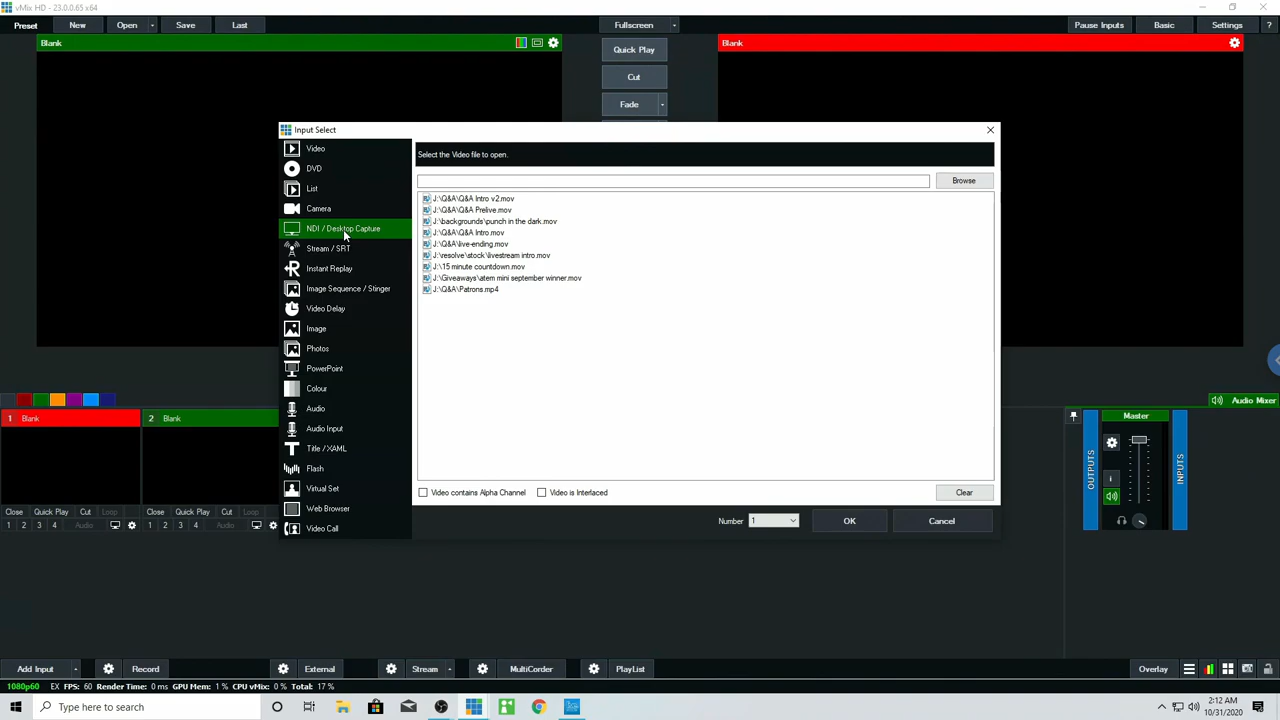 vMix HD - 23.0.0.65 x64
Preset New Open Save Last Fullscreen Pause Inputs Basic Settings ?
Blank
Blank
Quick Play
Cut
Fade
Input Select
Video
DVD
List
Camera
NDI / Desktop Capture
Stream / SRT
Instant Replay
Image Sequence / Stinger
Video Delay
Image
Photos
PowerPoint
Colour
Audio
Audio Input
Title / XAML
Flash
Virtual Set
Web Browser
Video Call
Select the Video file to open.
Browse
J:\Q&A\Q&A Intro v2.mov
J:\Q&A\Q&A Prelive.mov
J:\backgrounds\punch in the dark.mov
J:\Q&A\Q&A Intro.mov
J:\Q&A\live-ending.mov
J:\resolve\stock\livestream intro.mov
J:\15 minute countdown.mov
J:\Giveaways\atem mini september winner.mov
J:\Q&A\Patrons.mp4
Video contains Alpha Channel Video is Interlaced Clear
Number 1 OK Cancel
1 Blank 2 Blank
Close Quick Play Cut Loop Close Quick Play Cut Loop
1 2 3 4 Audio 1 2 3 4 Audio
Audio Mixer
Master
OUTPUTS
INPUTS
Add Input Record External Stream MultiCorder PlayList Overlay
1080p60 EX FPS: 60 Render Time: 0 ms GPU Mem: 1 % CPU vMix: 0 % Total: 17 %
Type here to search
2:12 AM
10/31/2020